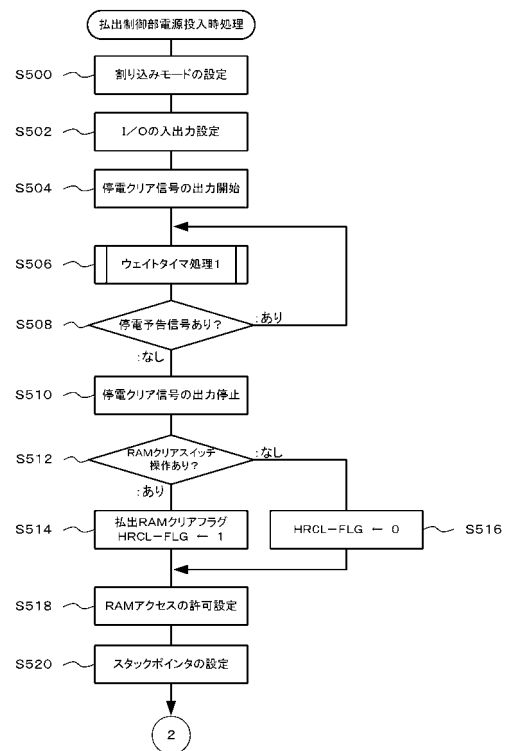 払出制御部電源投入時処理
S500
割り込みモードの設定
S502
I/Oの入出力設定
S504
停電クリア信号の出力開始
S506
ウェイトタイマ処理1
S508
停電予告信号あり?
:あり
:なし
S510
停電クリア信号の出力停止
S512
RAMクリアスイッチ
操作あり?
:なし
:あり
S514
払出RAMクリアフラグ
HRCL-FLG ← 1
HRCL-FLG ← 0
S516
S518
RAMアクセスの許可設定
S520
スタックポインタの設定
2